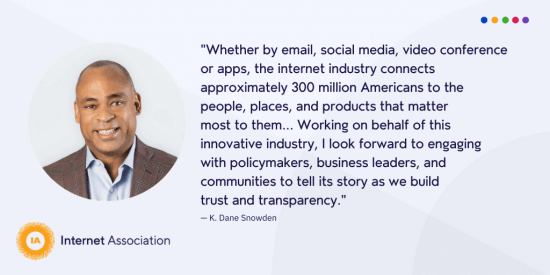 "Whether by email, social media, video conference
or apps, the internet industry connects
approximately 300 million Americans to the
people, places, and products that matter
most to them... Working on behalf of this
innovative industry, I look forward to engaging
with policymakers, business leaders, and
communities to tell its story as we build
trust and transparency."
— K. Dane Snowden
IA
Internet Association